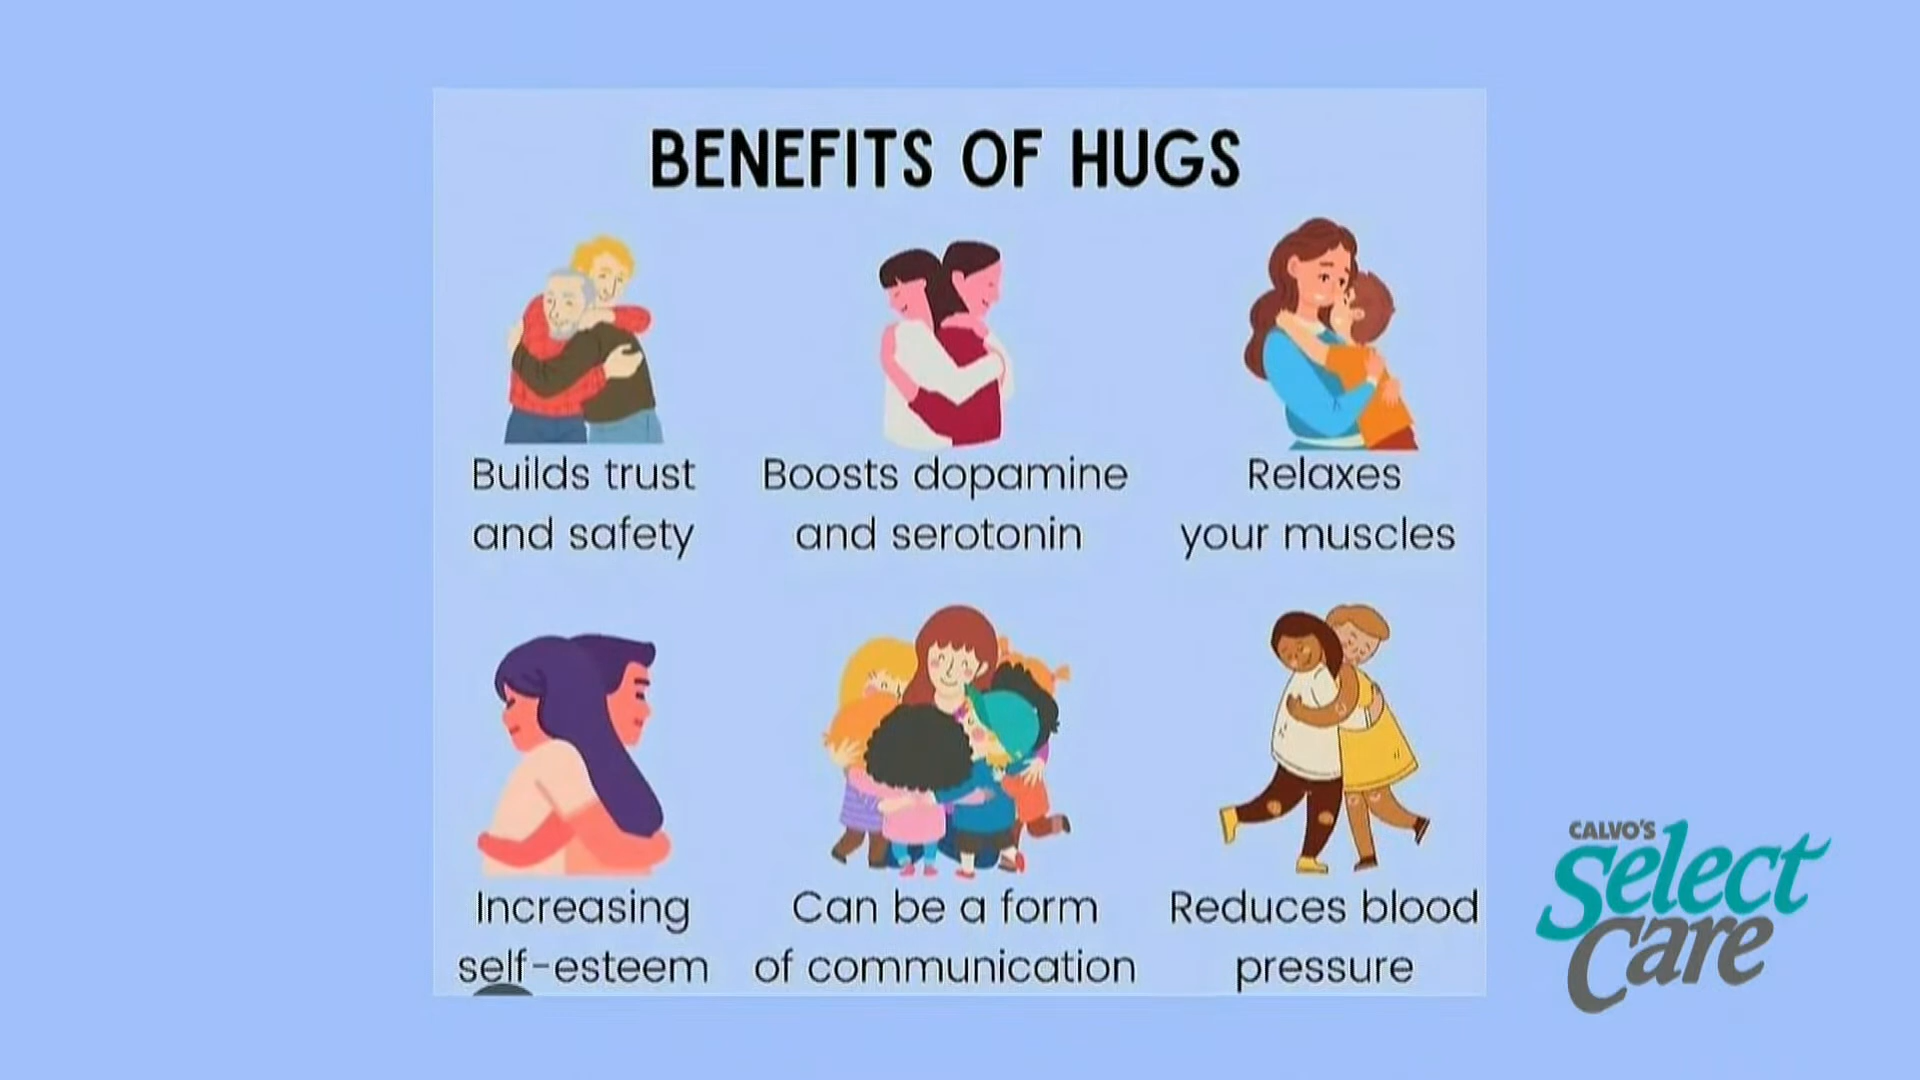 BENEFITS OF HUGS
Builds trust
and safety
Boosts dopamine
and serotonin
Relaxes
your muscles
Increasing
self-esteem
Can be a form
of communication
Reduces blood
pressure
CALVO'S
Select
Care